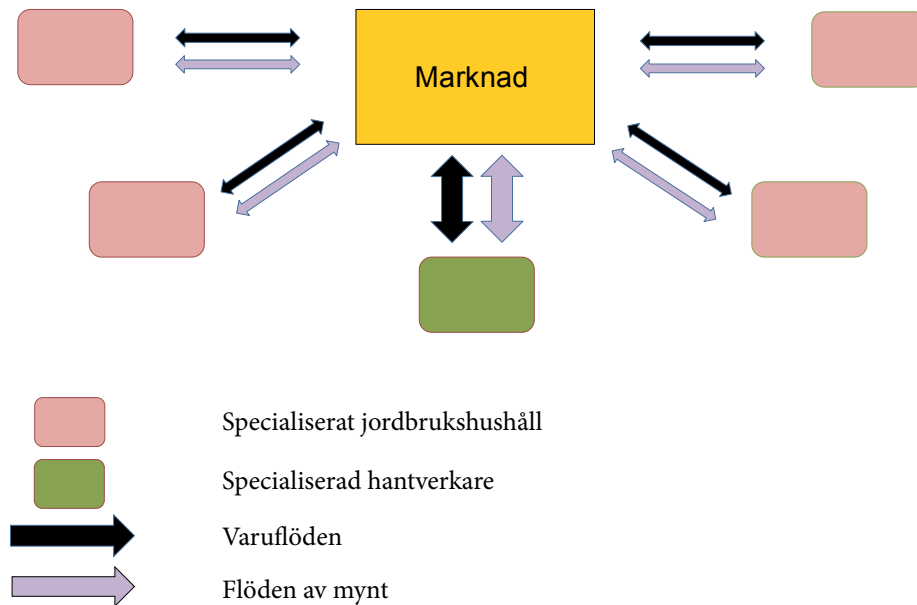 Marknad
Specialiserat jordbrukshushåll
Specialiserad hantverkare
Varuflöden
Flöden av mynt